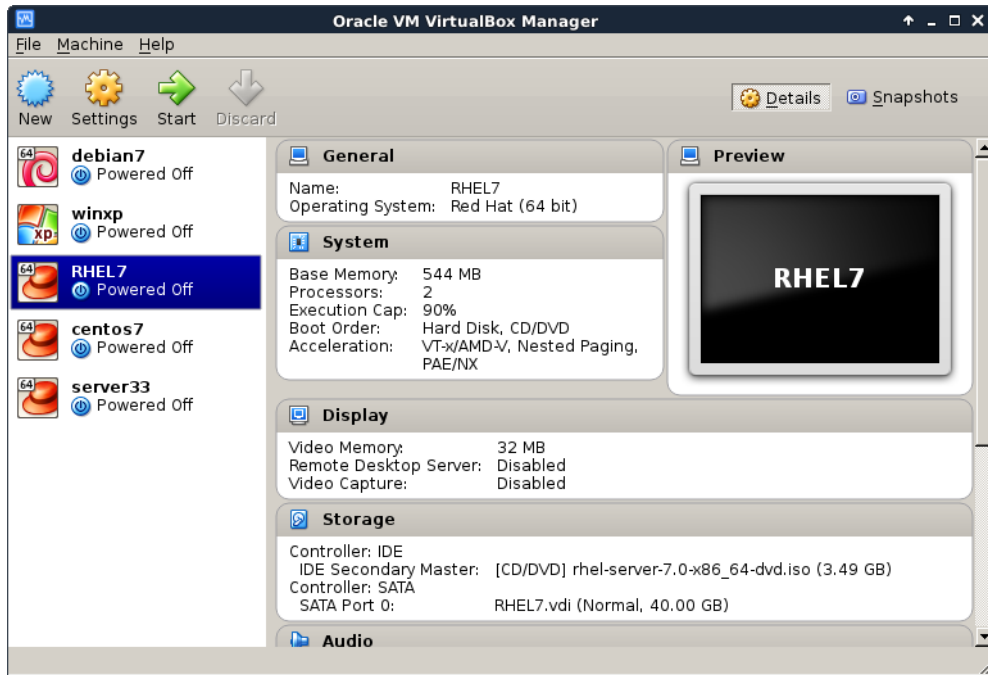 Oracle VM VirtualBox Manager
File Machine Help
New Settings Start Discard
Details Snapshots
64 debian7
Powered Off
xp winxp
Powered Off
64 RHEL7
Powered Off
64 centos7
Powered Off
64 server33
Powered Off
General
Name: RHEL7
Operating System: Red Hat (64 bit)
System
Base Memory: 544 MB
Processors: 2
Execution Cap: 90%
Boot Order: Hard Disk, CD/DVD
Acceleration: VT-x/AMD-V, Nested Paging,
PAE/NX
Preview
RHEL7
Display
Video Memory: 32 MB
Remote Desktop Server: Disabled
Video Capture: Disabled
Storage
Controller: IDE
IDE Secondary Master: [CD/DVD] rhel-server-7.0-x86_64-dvd.iso (3.49 GB)
Controller: SATA
SATA Port 0: RHEL7.vdi (Normal, 40.00 GB)
Audio